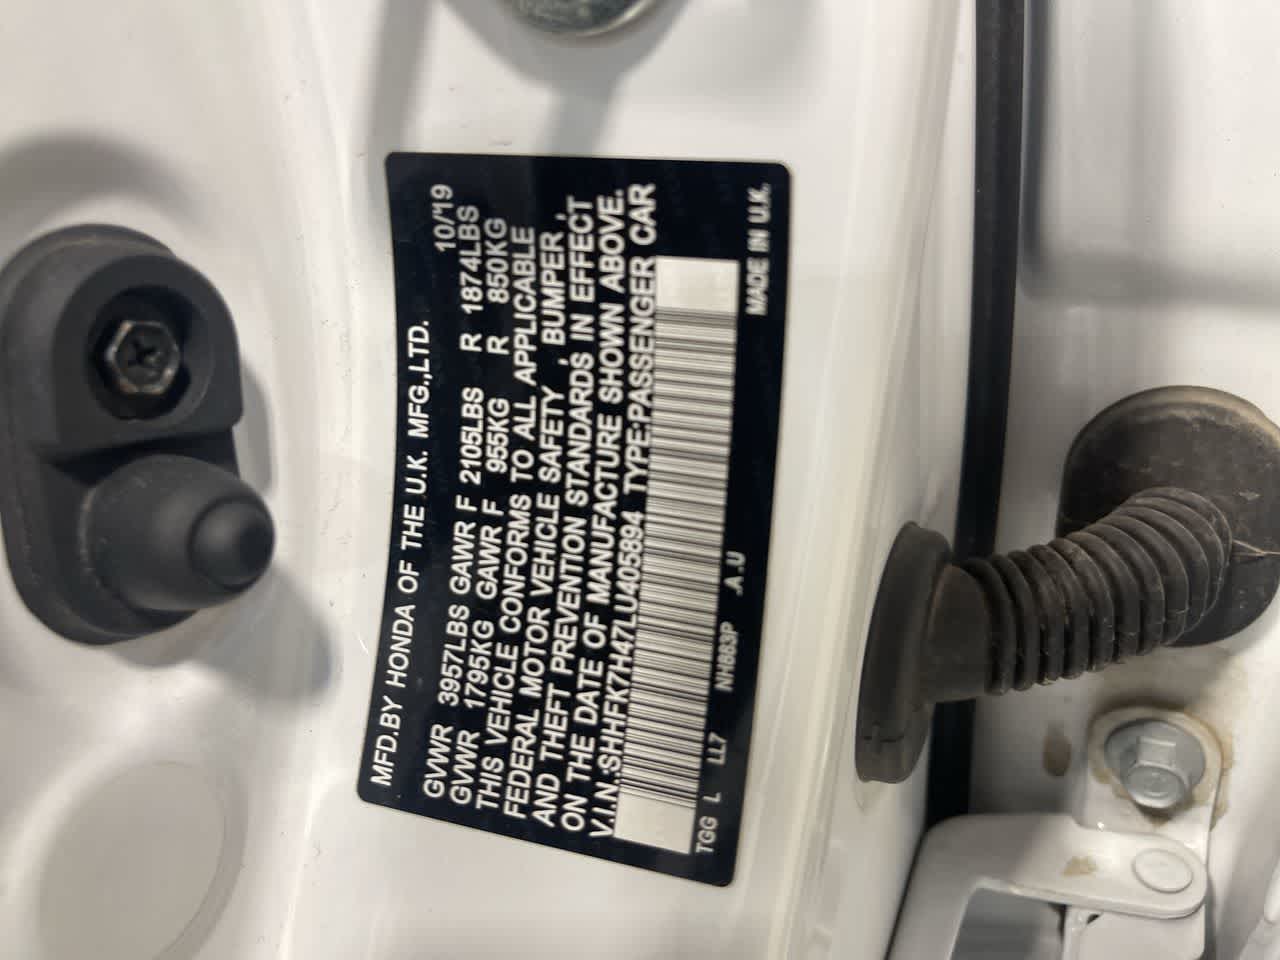 MFD.BY HONDA OF THE U.K. MFG.,LTD. 10/'19
GVWR 3957LBS GAWR F 2105LBS R 1874LBS
GVWR 1795KG GAWR F 955KG R 850KG
THIS VEHICLE CONFORMS TO ALL APPLICABLE
FEDERAL MOTOR VEHICLE SAFETY , BUMPER ,
AND THEFT PREVENTION STANDARDS IN EFFECT
ON THE DATE OF MANUFACTURE SHOWN ABOVE.
V.I.N.:SHHFK7H47LU405894 TYPE:PASSENGER CAR
TGG L LL7 NH883P .A.U MADE IN U.K.